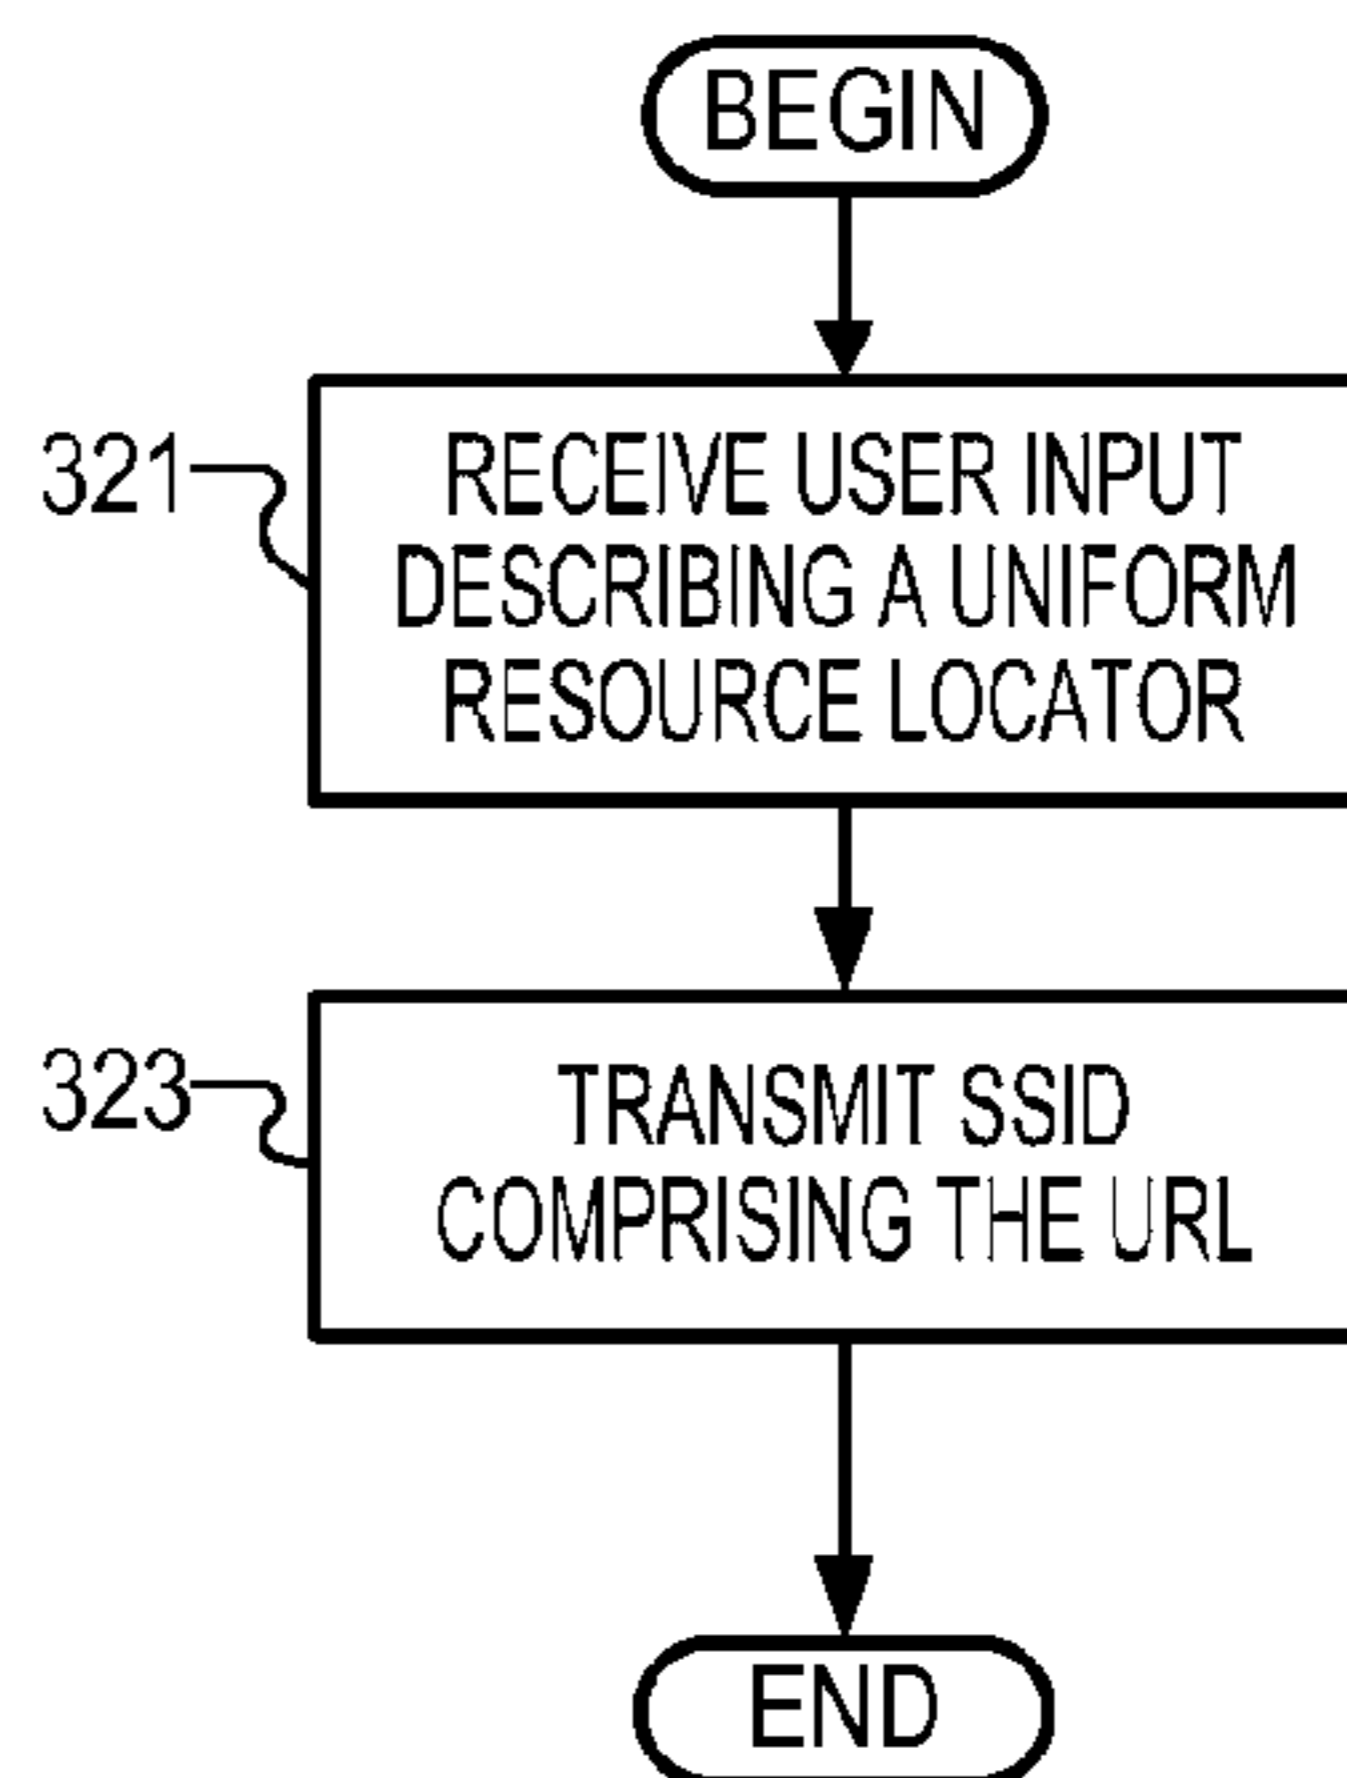 BEGIN
321
RECEIVE USER INPUT
DESCRIBING A UNIFORM
RESOURCE LOCATOR
323
TRANSMIT SSID
COMPRISING THE URL
END